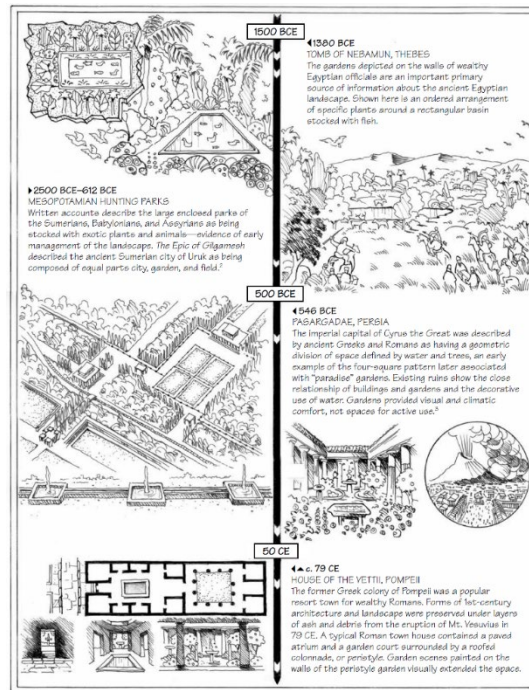 1500 BCE
◀1380 BCE
TOMB OF NEBAMUN, THEBES
The gardens depicted on the walls of wealthy
Egyptian officials are an important primary
source of information about the ancient Egyptian
landscape. Shown here is an ordered arrangement
of specific plants around a rectangular basin
stocked with fish.
▶2500 BCE–612 BCE
MESOPOTAMIAN HUNTING PARKS
Written accounts describe the large enclosed parks of
the Sumerians, Babylonians, and Assyrians as being
stocked with exotic plants and animals—evidence of early
management of the landscape. The Epic of Gilgamesh
described the ancient Sumerian city of Uruk as being
composed of equal parts city, garden, and field.²
500 BCE
◀546 BCE
PASARGADAE, PERSIA
The imperial capital of Cyrus the Great was described
by ancient Greeks and Romans as having a geometric
division of space defined by water and trees, an early
example of the four-square pattern later associated
with "paradise" gardens. Existing ruins show the close
relationship of buildings and gardens and the decorative
use of water. Gardens provided visual and climatic
comfort, not spaces for active use.³
50 CE
◀▲c. 79 CE
HOUSE OF THE VETTII, POMPEII
The former Greek colony of Pompeii was a popular
resort town for wealthy Romans. Forms of 1st-century
architecture and landscape were preserved under layers
of ash and debris from the eruption of Mt. Vesuvius in
79 CE. A typical Roman town house contained a paved
atrium and a garden court surrounded by a roofed
colonnade, or peristyle. Garden scenes painted on the
walls of the peristyle garden visually extended the space.